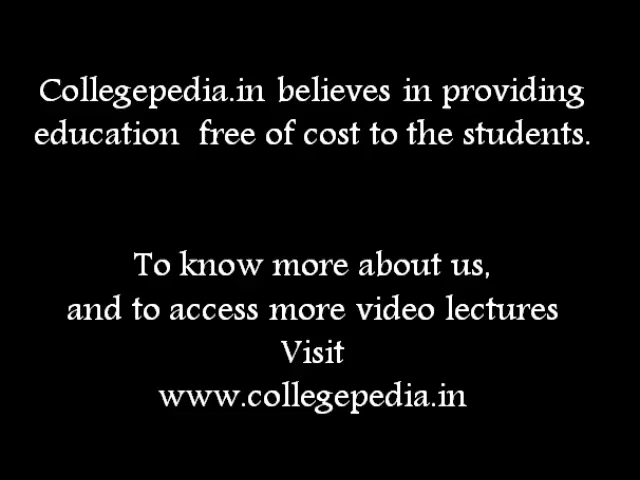 Collegepedia.in believes in providing
education  free of cost to the students.
To know more about us,
and to access more video lectures
Visit
www.collegepedia.in